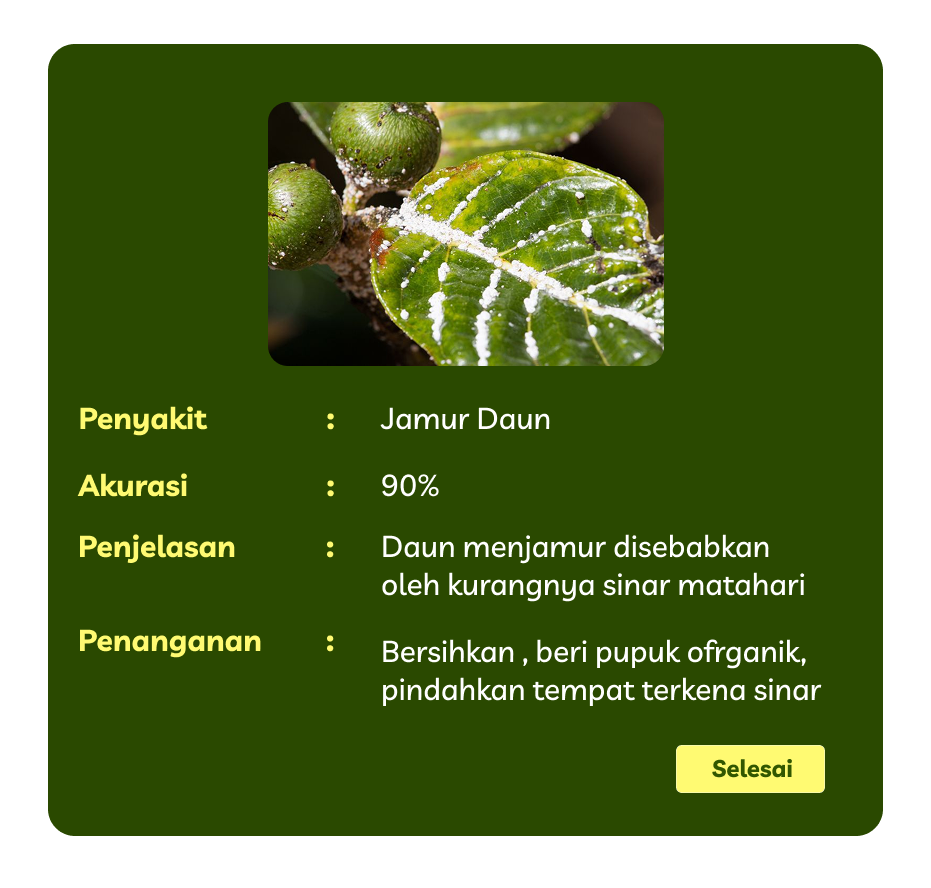 Penyakit : Jamur Daun
Akurasi : 90%
Penjelasan : Daun menjamur disebabkan
oleh kurangnya sinar matahari
Penanganan : Bersihkan , beri pupuk ofrganik,
pindahkan tempat terkena sinar
Selesai